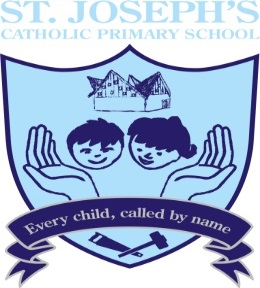 ST. JOSEPH'S
CATHOLIC PRIMARY SCHOOL
Every child, called by name